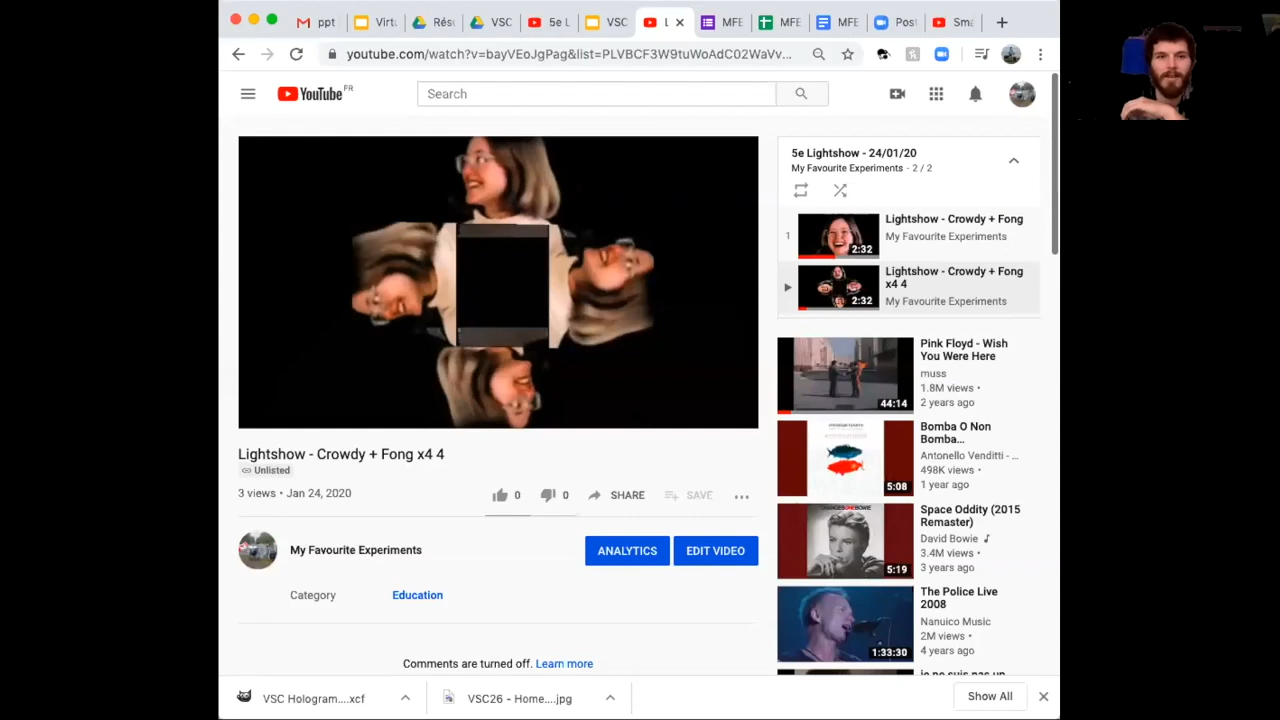 ppt
Virtu
Rés
VSC
5e L
VSC
L
MFE
MFE
MFE
Post
Sma
youtube.com/watch?v=bayVEoJgPag&list=PLVBCF3W9tuWoAdC02WaVv...
YouTube FR
Search
5e Lightshow - 24/01/20
My Favourite Experiments - 2 / 2
1
2:32
Lightshow - Crowdy + Fong
My Favourite Experiments
2:32
Lightshow - Crowdy + Fong
x4 4
My Favourite Experiments
44:14
Pink Floyd - Wish
You Were Here
muss
1.8M views •
2 years ago
5:08
Bomba O Non
Bomba...
Antonello Venditti - ...
498K views •
1 year ago
5:19
Space Oddity (2015
Remaster)
David Bowie
3.4M views •
3 years ago
1:33:30
The Police Live
2008
Nanuico Music
2M views •
4 years ago
Lightshow - Crowdy + Fong x4 4
Unlisted
3 views • Jan 24, 2020
0
0
SHARE
SAVE
My Favourite Experiments
ANALYTICS
EDIT VIDEO
Category
Education
Comments are turned off. Learn more
VSC Hologram....xcf
VSC26 - Home....jpg
Show All